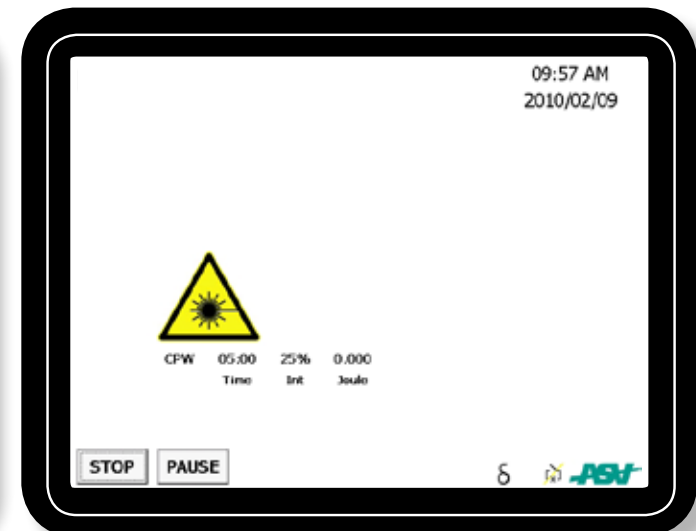 09:57 AM
2010/02/09
CPW 05:00 25% 0.000
Time Int Joule
STOP PAUSE
δ ASA